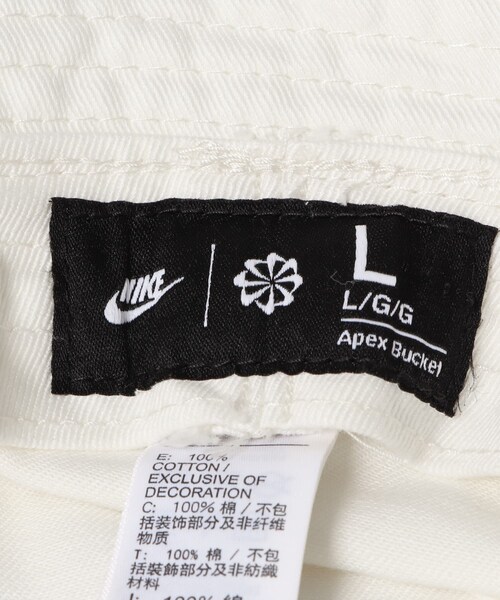 NIKE
L
L/G/G
Apex Bucket
E: 100%
COTTON/
EXCLUSIVE OF
DECORATION
C: 100% 棉 / 不包
括装饰部分及非纤维
物质
T: 100% 棉 / 不包
括裝飾部分及非紡織
材料